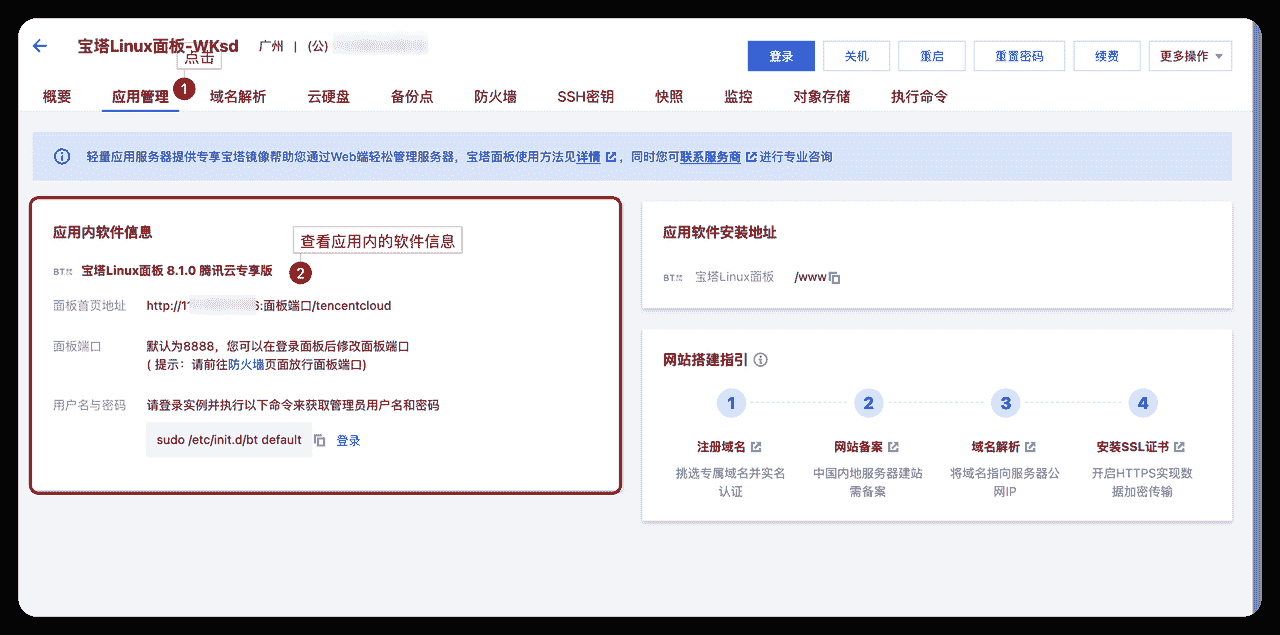 宝塔Linux面板-WKsd
广州 | (公)
登录
关机
重启
重置密码
续费
更多操作
点击
1
概要
应用管理
域名解析
云硬盘
备份点
防火墙
SSH密钥
快照
监控
对象存储
执行命令
轻量应用服务器提供专享宝塔镜像帮助您通过Web端轻松管理服务器，宝塔面板使用方法见详情 ，同时您可联系服务商 进行专业咨询
应用内软件信息
查看应用内的软件信息
BT.宝塔Linux面板 8.1.0 腾讯云专享版
2
面板首页地址 http://1 :面板端口/tencentcloud
面板端口 默认为8888，您可以在登录面板后修改面板端口
( 提示：请前往防火墙页面放行面板端口)
用户名与密码 请登录实例并执行以下命令来获取管理员用户名和密码
sudo /etc/init.d/bt default 登录
应用软件安装地址
BT. 宝塔Linux面板 /www
网站搭建指引
1
2
3
4
注册域名
网站备案
域名解析
安装SSL证书
挑选专属域名并实名
认证
中国内地服务器建站
需备案
将域名指向服务器公
网IP
开启HTTPS实现数
据加密传输